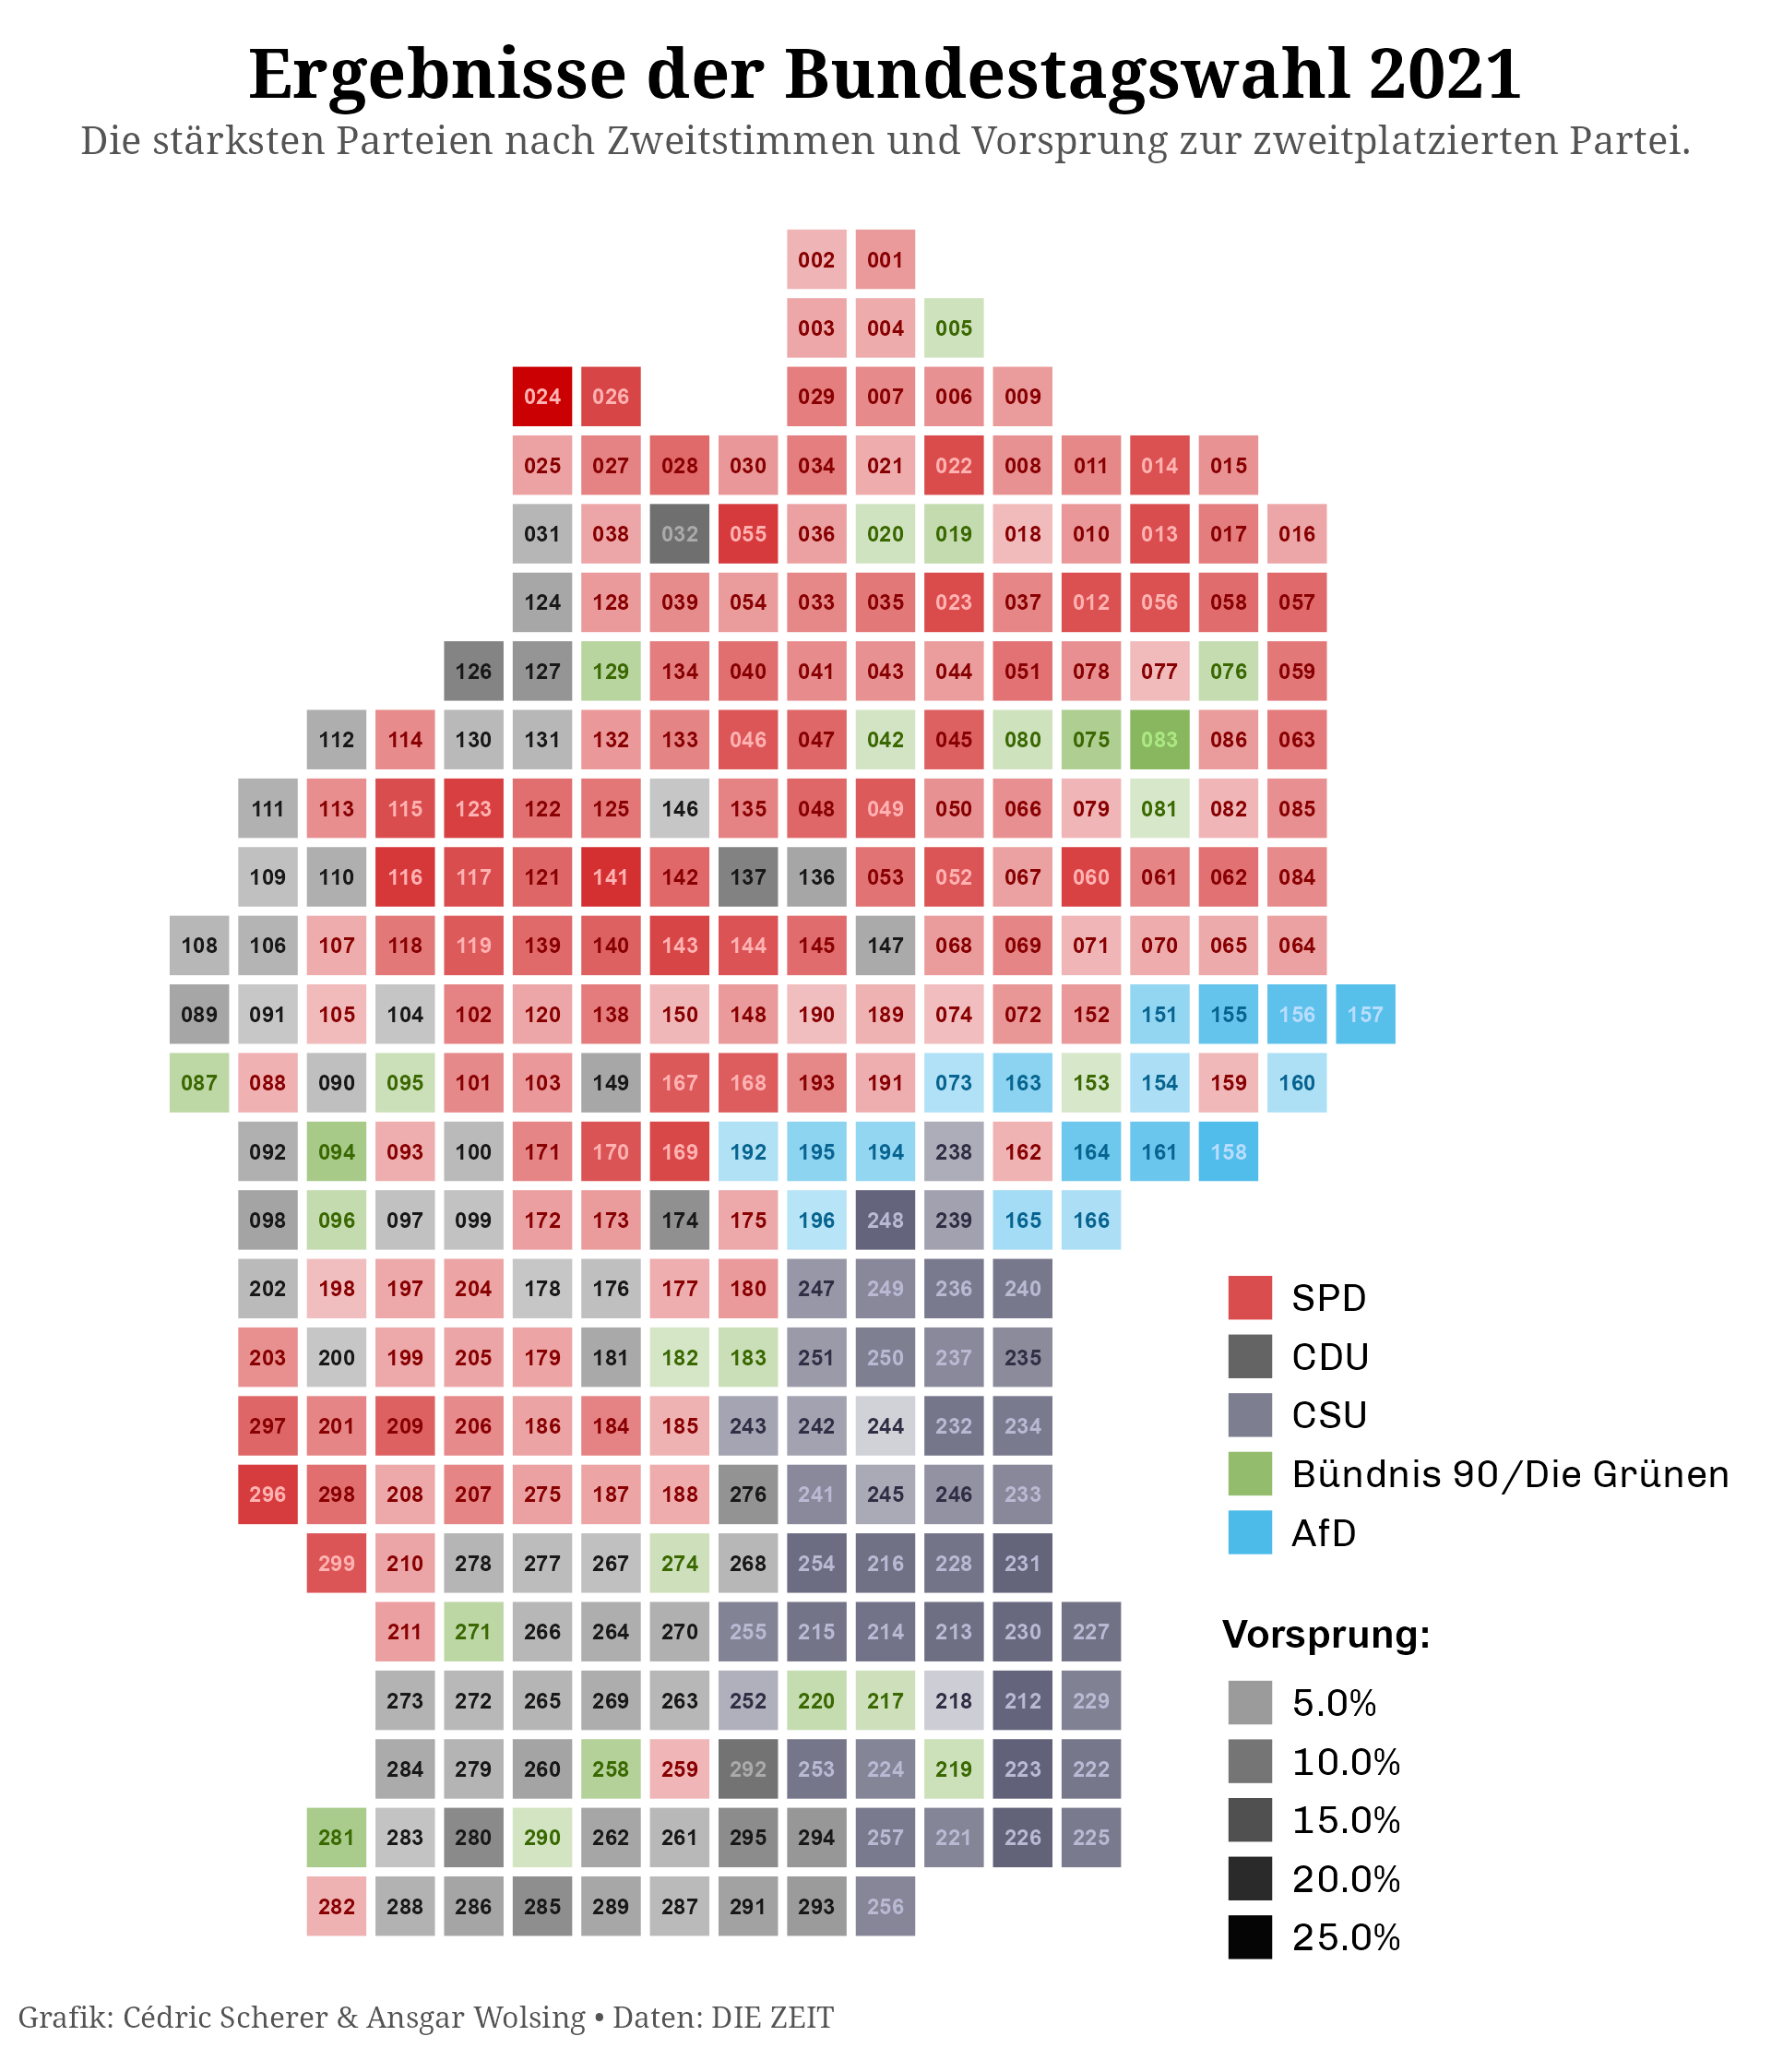 Ergebnisse der Bundestagswahl 2021
Die stärksten Parteien nach Zweitstimmen und Vorsprung zur zweitplatzierten Partei.
002 001
003 004 005
024 026 029 007 006 009
025 027 028 030 034 021 022 008 011 014 015
031 038 032 055 036 020 019 018 010 013 017 016
124 128 039 054 033 035 023 037 012 056 058 057
126 127 129 134 040 041 043 044 051 078 077 076 059
112 114 130 131 132 133 046 047 042 045 080 075 083 086 063
111 113 115 123 122 125 146 135 048 049 050 066 079 081 082 085
109 110 116 117 121 141 142 137 136 053 052 067 060 061 062 084
108 106 107 118 119 139 140 143 144 145 147 068 069 071 070 065 064
089 091 105 104 102 120 138 150 148 190 189 074 072 152 151 155 156 157
087 088 090 095 101 103 149 167 168 193 191 073 163 153 154 159 160
092 094 093 100 171 170 169 192 195 194 238 162 164 161 158
098 096 097 099 172 173 174 175 196 248 239 165 166
202 198 197 204 178 176 177 180 247 249 236 240
203 200 199 205 179 181 182 183 251 250 237 235
297 201 209 206 186 184 185 243 242 244 232 234
296 298 208 207 275 187 188 276 241 245 246 233
299 210 278 277 267 274 268 254 216 228 231
211 271 266 264 270 255 215 214 213 230 227
273 272 265 269 263 252 220 217 218 212 229
284 279 260 258 259 292 253 224 219 223 222
281 283 280 290 262 261 295 294 257 221 226 225
282 288 286 285 289 287 291 293 256
SPD
CDU
CSU
Bündnis 90/Die Grünen
AfD
Vorsprung:
5.0%
10.0%
15.0%
20.0%
25.0%
Grafik: Cédric Scherer & Ansgar Wolsing • Daten: DIE ZEIT